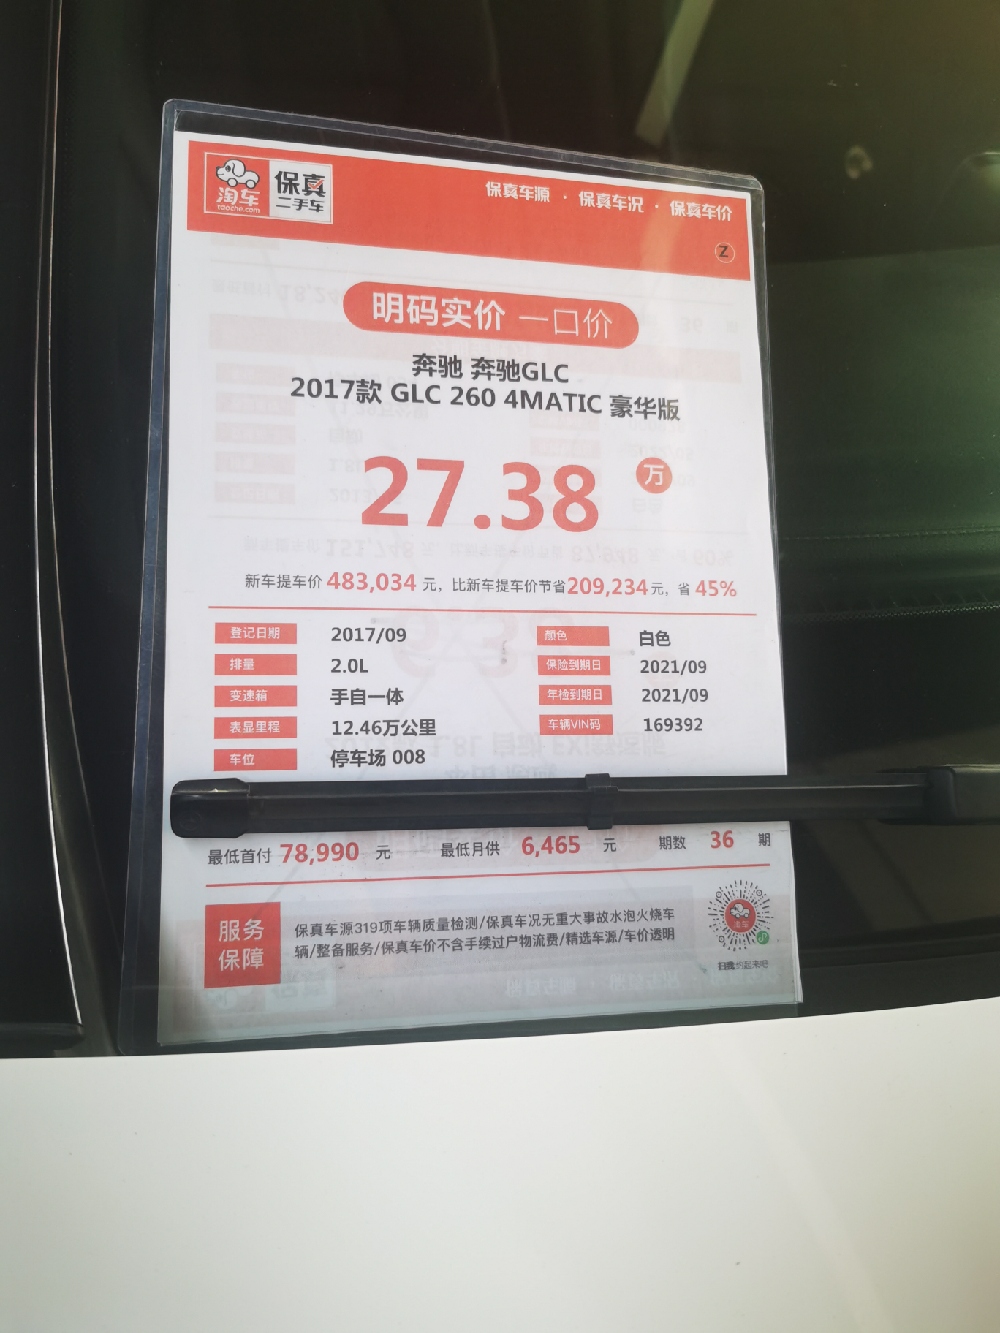 淘车
taoche.com
保真
二手车
保真车源 · 保真车况 · 保真车价
Z
明码实价 一口价
奔驰 奔驰GLC
2017款 GLC 260 4MATIC 豪华版
27.38 万
新车提车价 483,034 元，比新车提车价节省209,234元，省 45%
登记日期 2017/09 颜色 白色
排量 2.0L 保险到期日 2021/09
变速箱 手自一体 年检到期日 2021/09
表显里程 12.46万公里 车辆VIN码 169392
车位 停车场 008
最低首付 78,990 元 最低月供 6,465 元 期数 36 期
服务
保障
保真车源319项车辆质量检测/保真车况无重大事故水泡火烧车
辆/整备服务/保真车价不含手续过户物流费/精选车源/车价透明